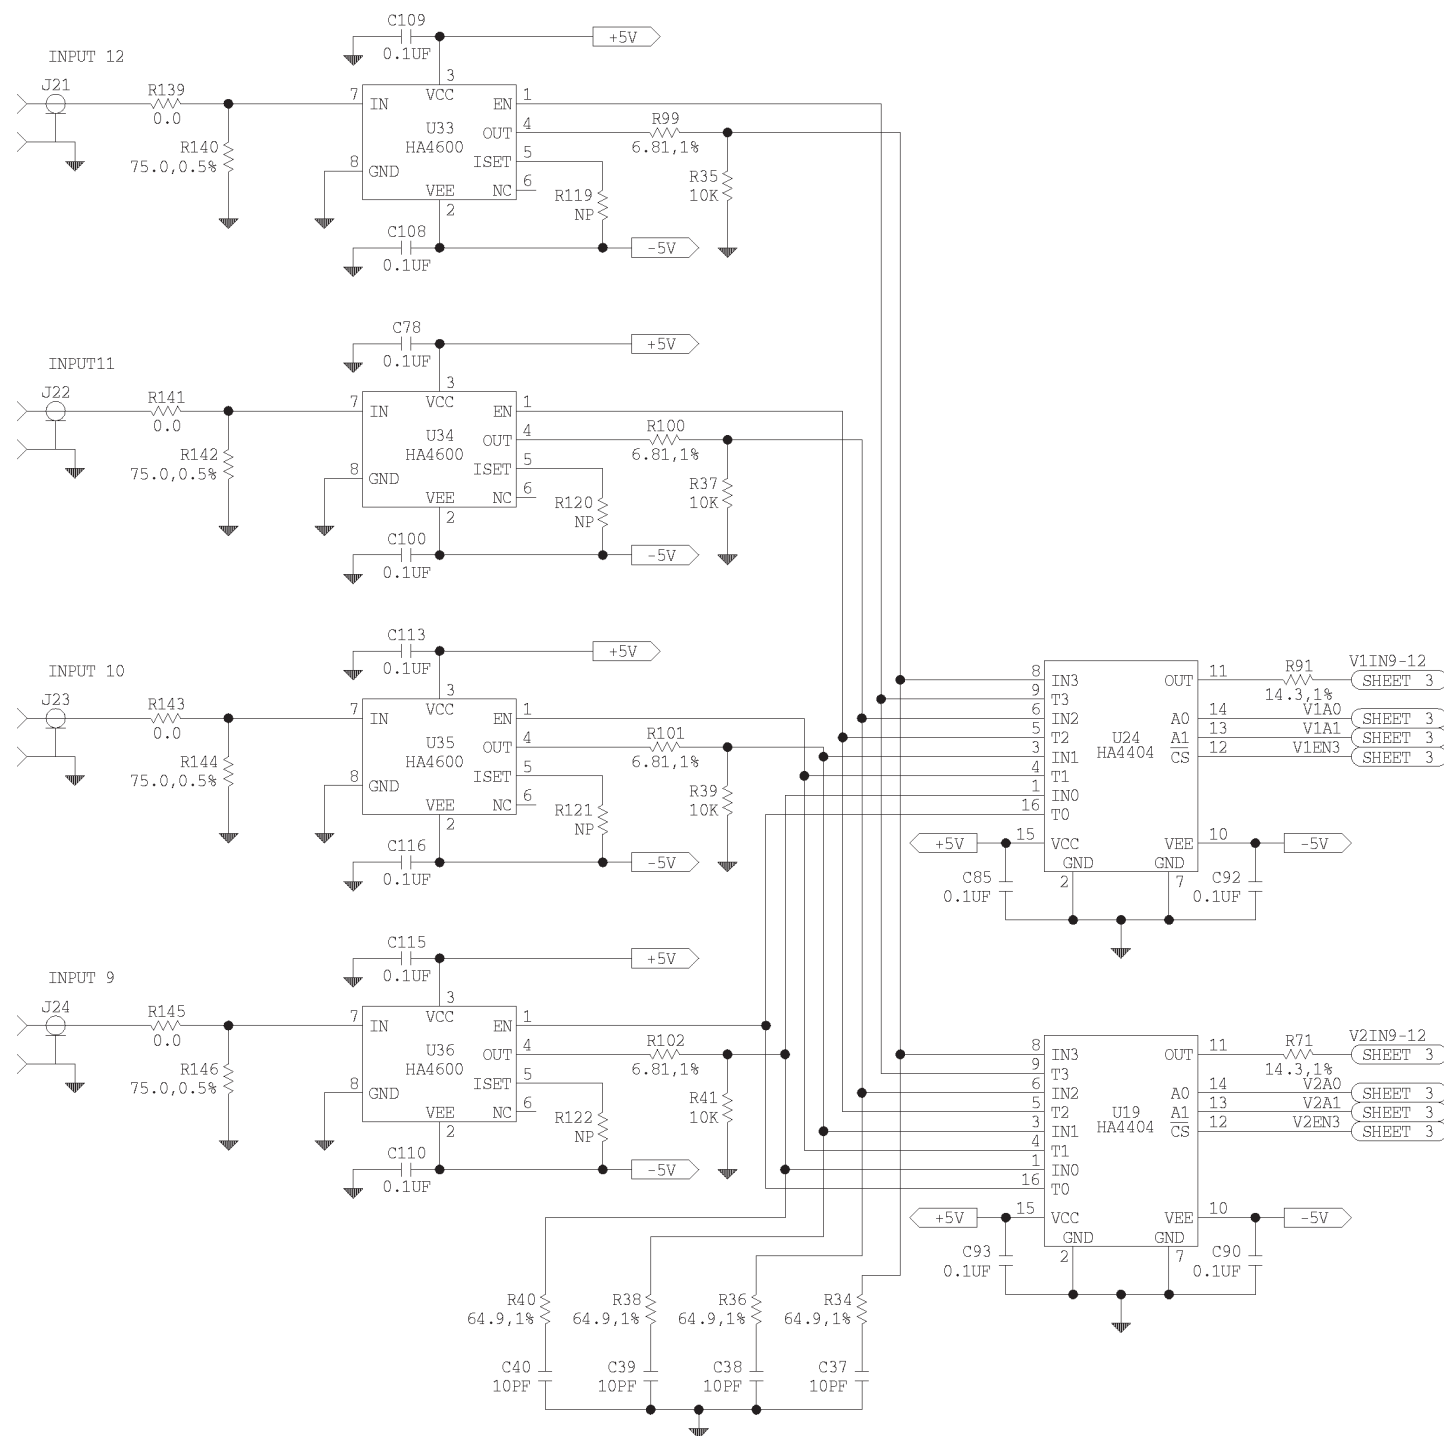 INPUT 12
J21
R139
0.0
R140
75.0,0.5%
C109
0.1UF
+5V
3
VCC
7
IN
EN
1
U33
HA4600
OUT
4
ISET
5
NC
6
8
GND
VEE
2
R99
6.81,1%
R35
10K
R119
NP
C108
0.1UF
-5V
INPUT11
J22
R141
0.0
R142
75.0,0.5%
C78
0.1UF
+5V
3
VCC
7
IN
EN
1
U34
HA4600
OUT
4
ISET
5
NC
6
8
GND
VEE
2
R100
6.81,1%
R37
10K
R120
NP
C100
0.1UF
-5V
INPUT 10
J23
R143
0.0
R144
75.0,0.5%
C113
0.1UF
+5V
3
VCC
7
IN
EN
1
U35
HA4600
OUT
4
ISET
5
NC
6
8
GND
VEE
2
R101
6.81,1%
R39
10K
R121
NP
C116
0.1UF
-5V
INPUT 9
J24
R145
0.0
R146
75.0,0.5%
C115
0.1UF
+5V
3
VCC
7
IN
EN
1
U36
HA4600
OUT
4
ISET
5
NC
6
8
GND
VEE
2
R102
6.81,1%
R41
10K
R122
NP
C110
0.1UF
-5V
8
IN3
9
T3
6
IN2
5
T2
3
IN1
4
T1
1
IN0
16
T0
U24
HA4404
OUT
11
R91
14.3,1%
V1IN9-12
SHEET 3
A0
14
V1A0
SHEET 3
A1
13
V1A1
SHEET 3
CS
12
V1EN3
SHEET 3
+5V
15
VCC
VEE
10
-5V
GND
GND
2
7
C85
0.1UF
C92
0.1UF
8
IN3
9
T3
6
IN2
5
T2
3
IN1
4
T1
1
IN0
16
T0
U19
HA4404
OUT
11
R71
14.3,1%
V2IN9-12
SHEET 3
A0
14
V2A0
SHEET 3
A1
13
V2A1
SHEET 3
CS
12
V2EN3
SHEET 3
+5V
15
VCC
VEE
10
-5V
GND
GND
2
7
C93
0.1UF
C90
0.1UF
R40
64.9,1%
R38
64.9,1%
R36
64.9,1%
R34
64.9,1%
C40
10PF
C39
10PF
C38
10PF
C37
10PF